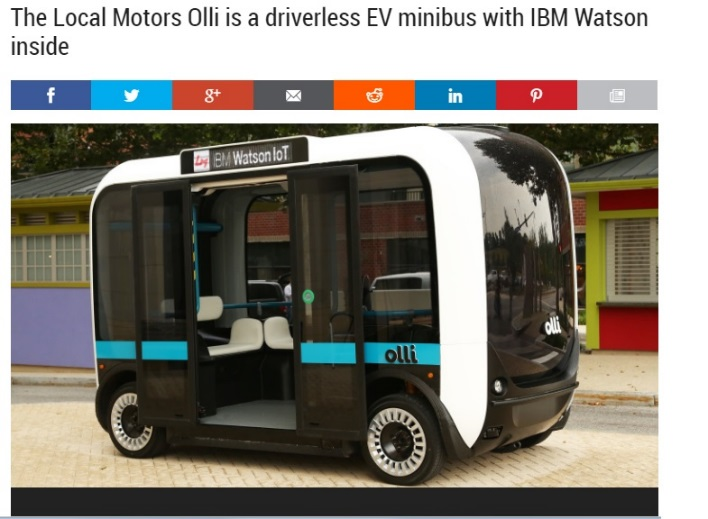 The Local Motors Olli is a driverless EV minibus with IBM Watson
inside
f
g+
in
IBM Watson IoT
olli
olli